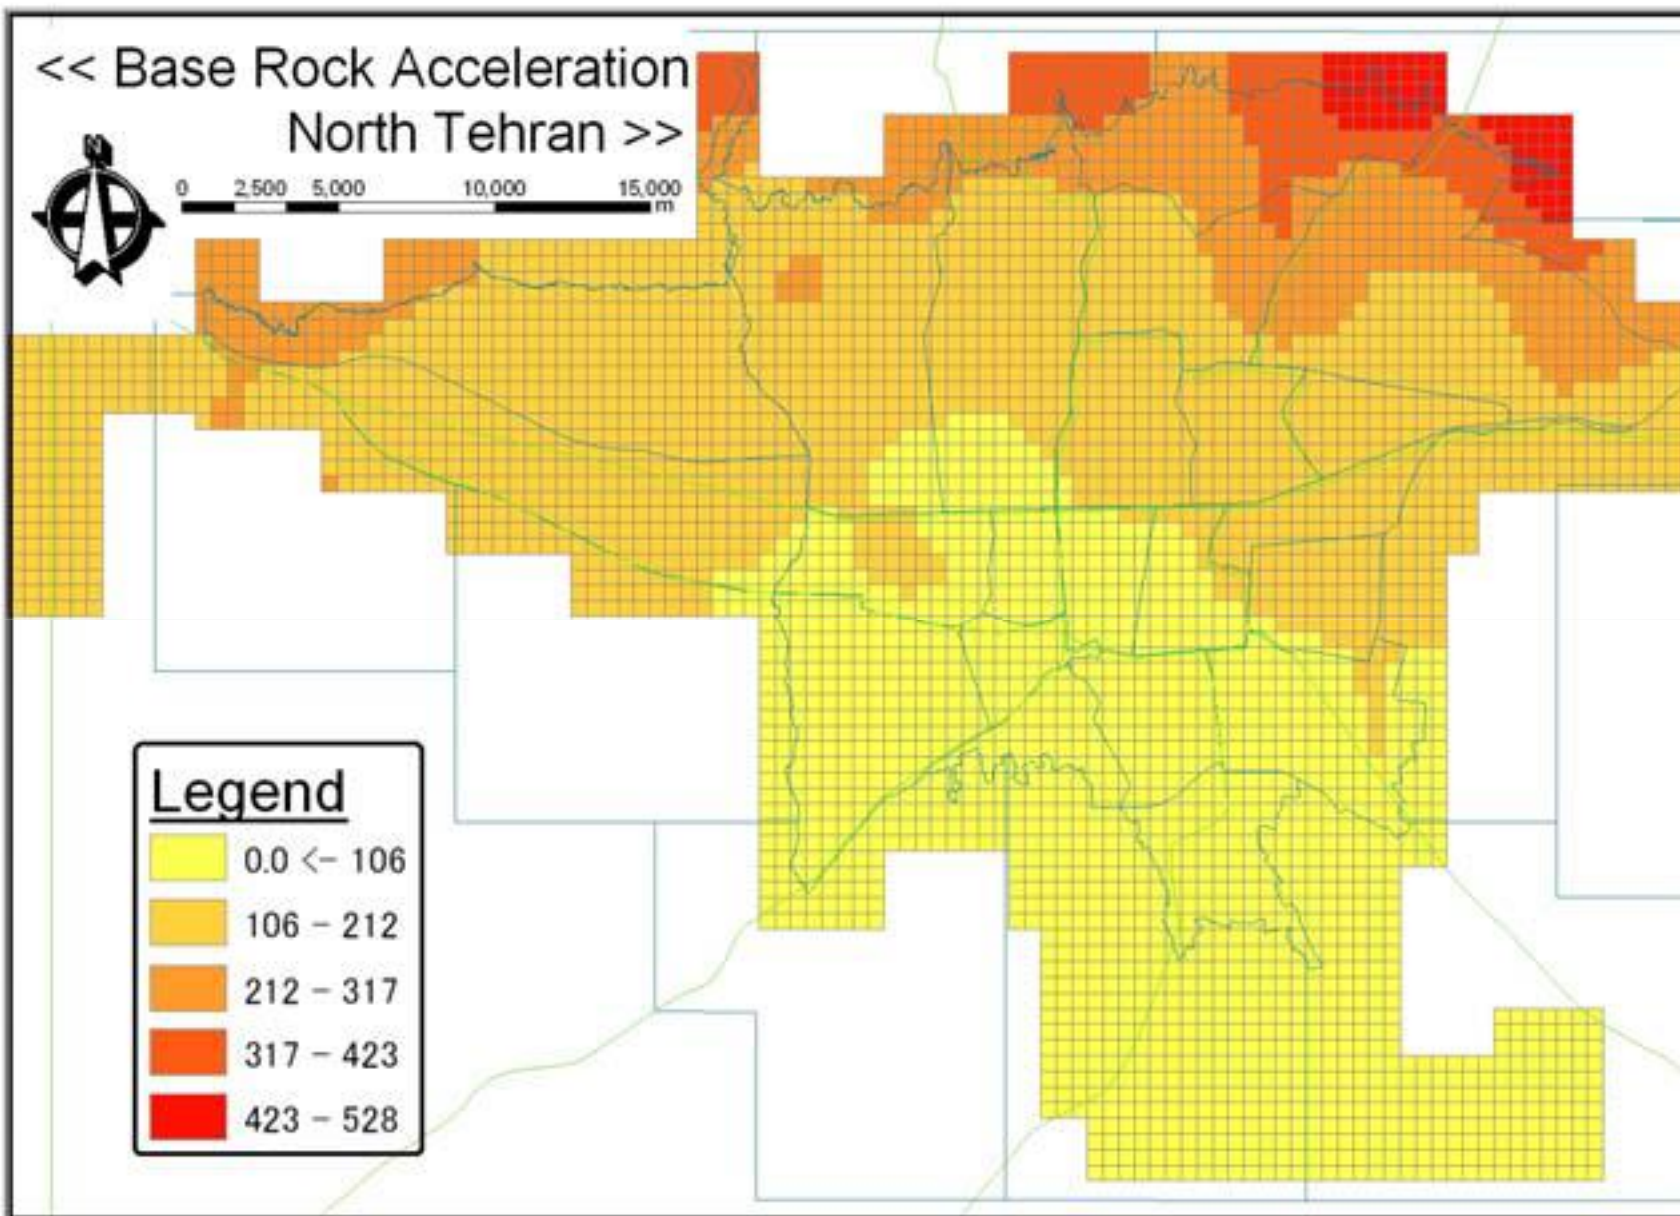 << Base Rock Acceleration
North Tehran >>
N
0 2,500 5,000 10,000 15,000
m
Legend
0.0 <- 106
106 - 212
212 - 317
317 - 423
423 - 528